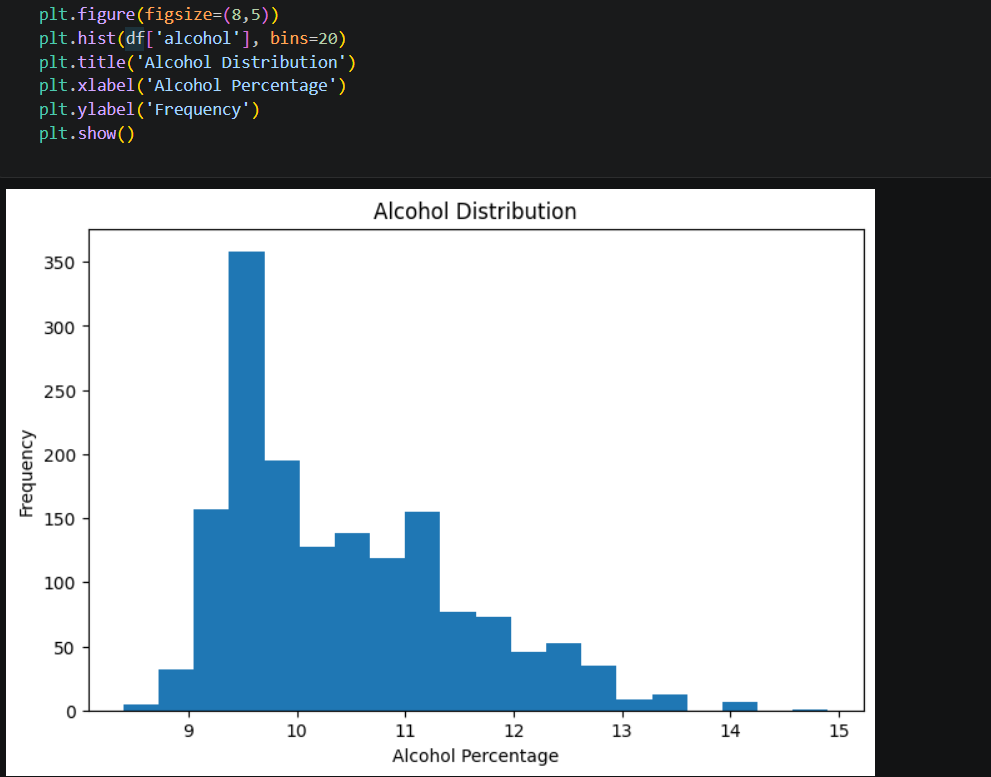 plt.figure(figsize=(8,5))
plt.hist(df['alcohol'], bins=20)
plt.title('Alcohol Distribution')
plt.xlabel('Alcohol Percentage')
plt.ylabel('Frequency')
plt.show()
Alcohol Distribution
350
300
250
200
150
100
50
0
Frequency
9 10 11 12 13 14 15
Alcohol Percentage